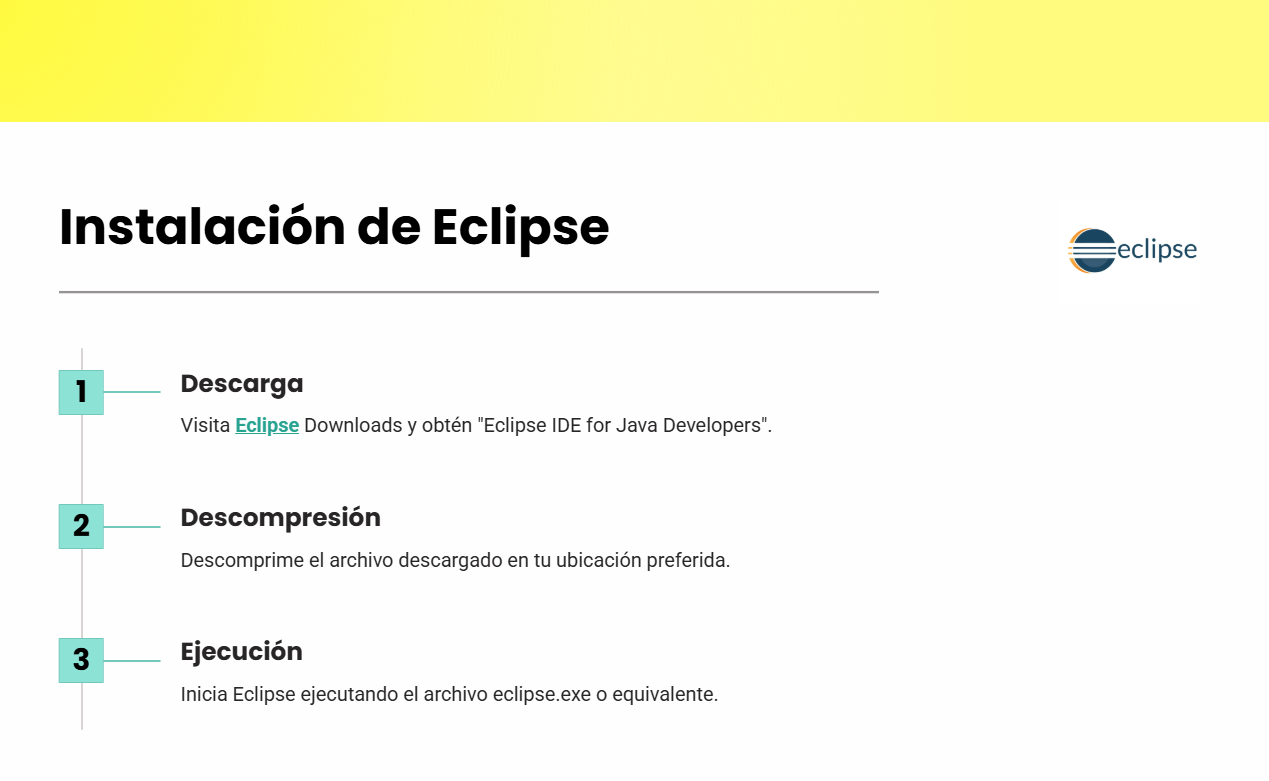 Instalación de Eclipse
eclipse
1
Descarga
Visita Eclipse Downloads y obtén "Eclipse IDE for Java Developers".
2
Descompresión
Descomprime el archivo descargado en tu ubicación preferida.
3
Ejecución
Inicia Eclipse ejecutando el archivo eclipse.exe o equivalente.